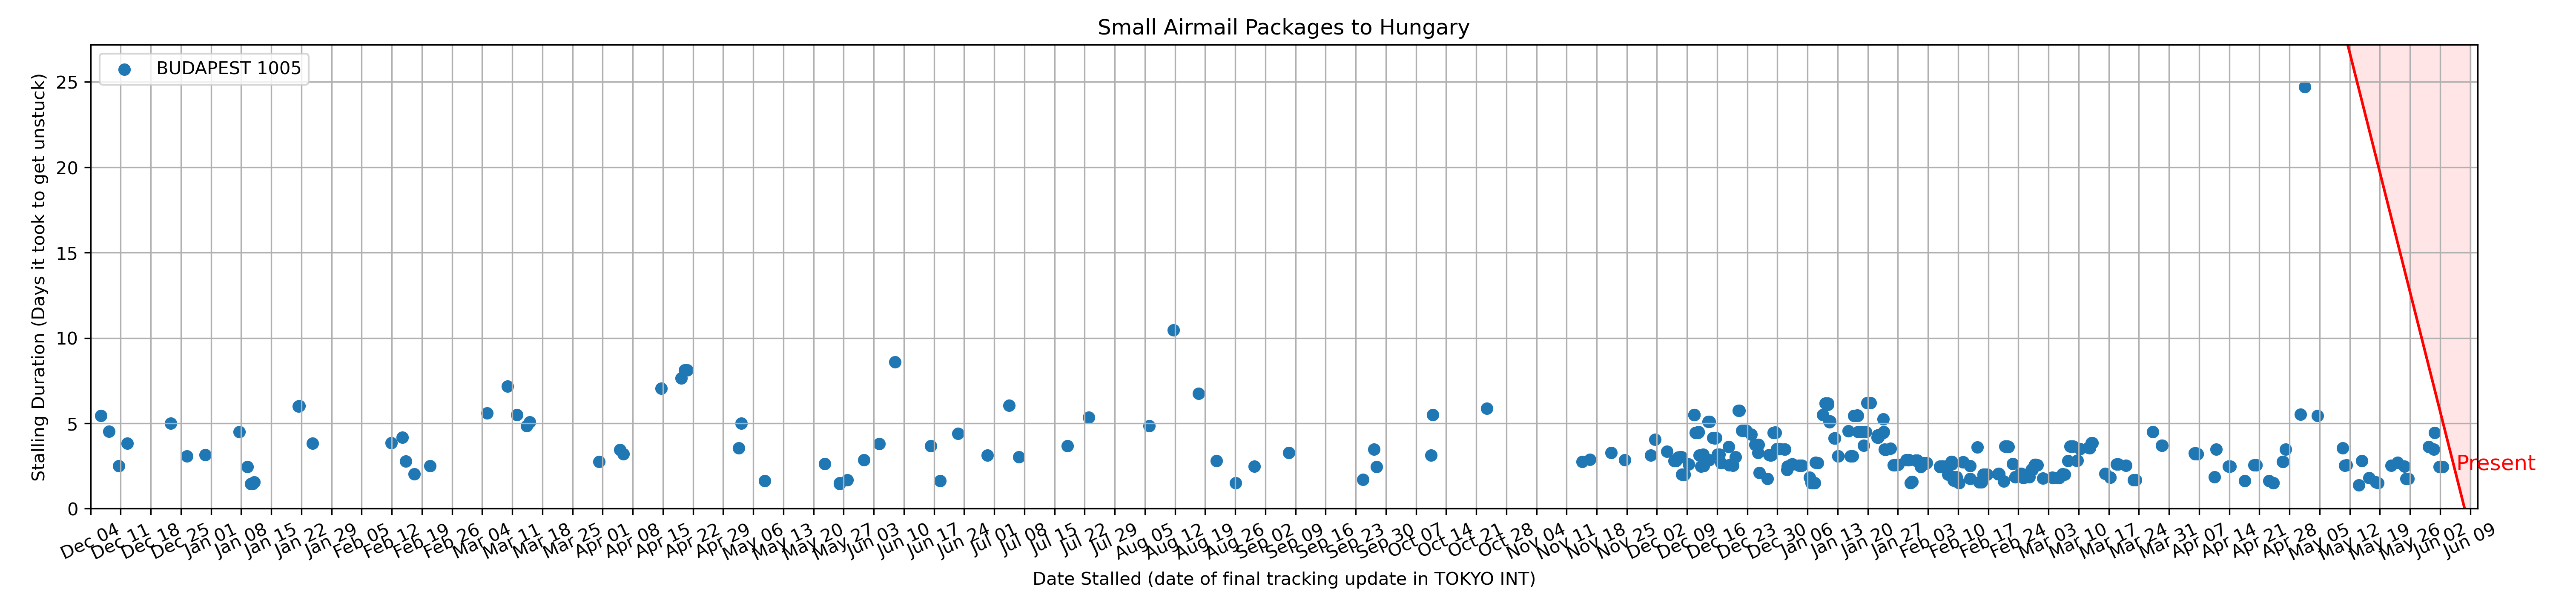 Small Airmail Packages to Hungary
BUDAPEST 1005
Stalling Duration (Days it took to get unstuck)
25
20
15
10
5
0
Present
Dec 04
Dec 11
Dec 18
Dec 25
Jan 01
Jan 08
Jan 15
Jan 22
Jan 29
Feb 05
Feb 12
Feb 19
Feb 26
Mar 04
Mar 11
Mar 18
Mar 25
Apr 01
Apr 08
Apr 15
Apr 22
Apr 29
May 06
May 13
May 20
May 27
Jun 03
Jun 10
Jun 17
Jun 24
Jul 01
Jul 08
Jul 15
Jul 22
Jul 29
Aug 05
Aug 12
Aug 19
Aug 26
Sep 02
Sep 09
Sep 16
Sep 23
Sep 30
Oct 07
Oct 14
Oct 21
Oct 28
Nov 04
Nov 11
Nov 18
Nov 25
Dec 02
Dec 09
Dec 16
Dec 23
Dec 30
Jan 06
Jan 13
Jan 20
Jan 27
Feb 03
Feb 10
Feb 17
Feb 24
Mar 03
Mar 10
Mar 17
Mar 24
Mar 31
Apr 07
Apr 14
Apr 21
Apr 28
May 05
May 12
May 19
May 26
Jun 02
Jun 09
Date Stalled (date of final tracking update in TOKYO INT)